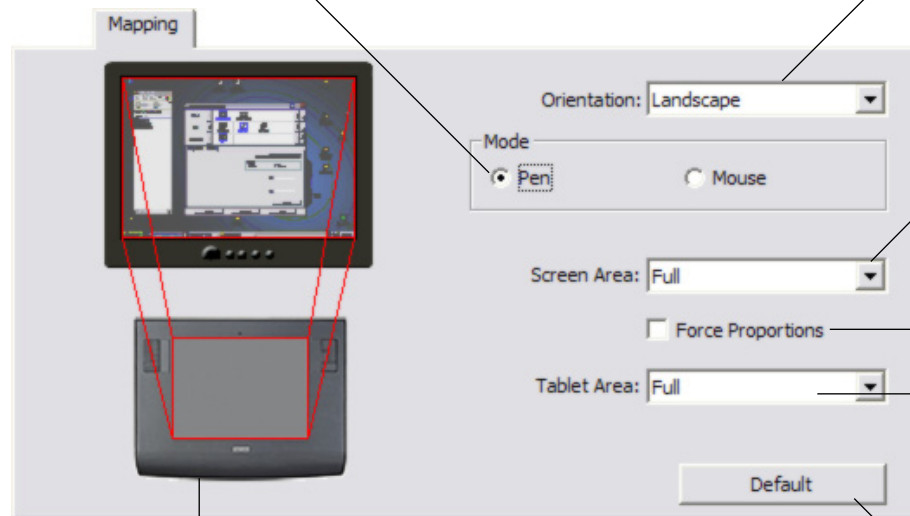 Mapping
Orientation: Landscape
Mode
Pen
Mouse
Screen Area: Full
Force Proportions
Tablet Area: Full
Default